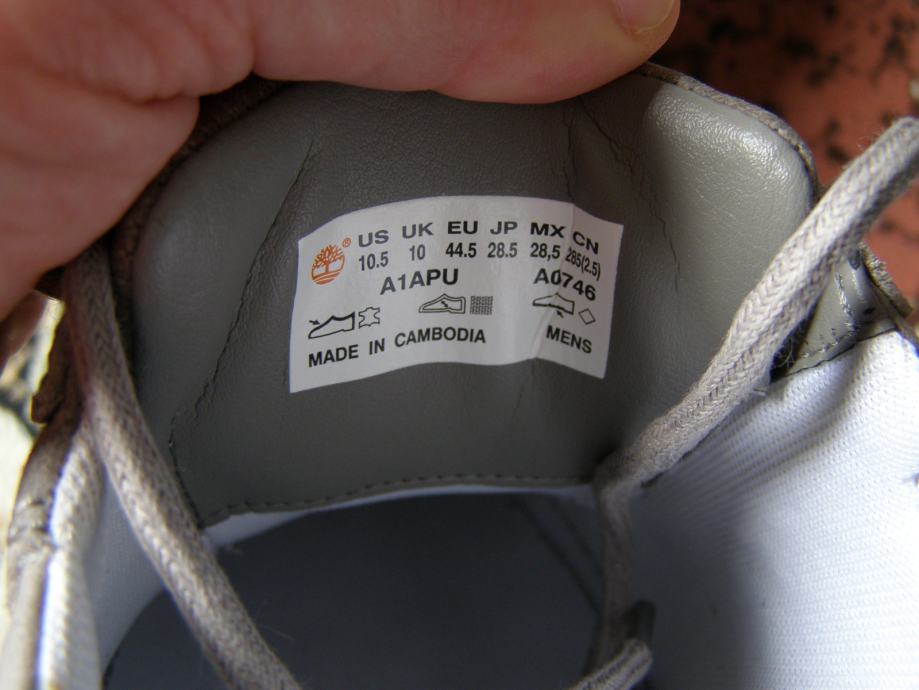 ® US UK EU JP MX CN
10.5 10 44.5 28.5 28,5 285(2.5)
A1APU A0746
MADE IN CAMBODIA MENS